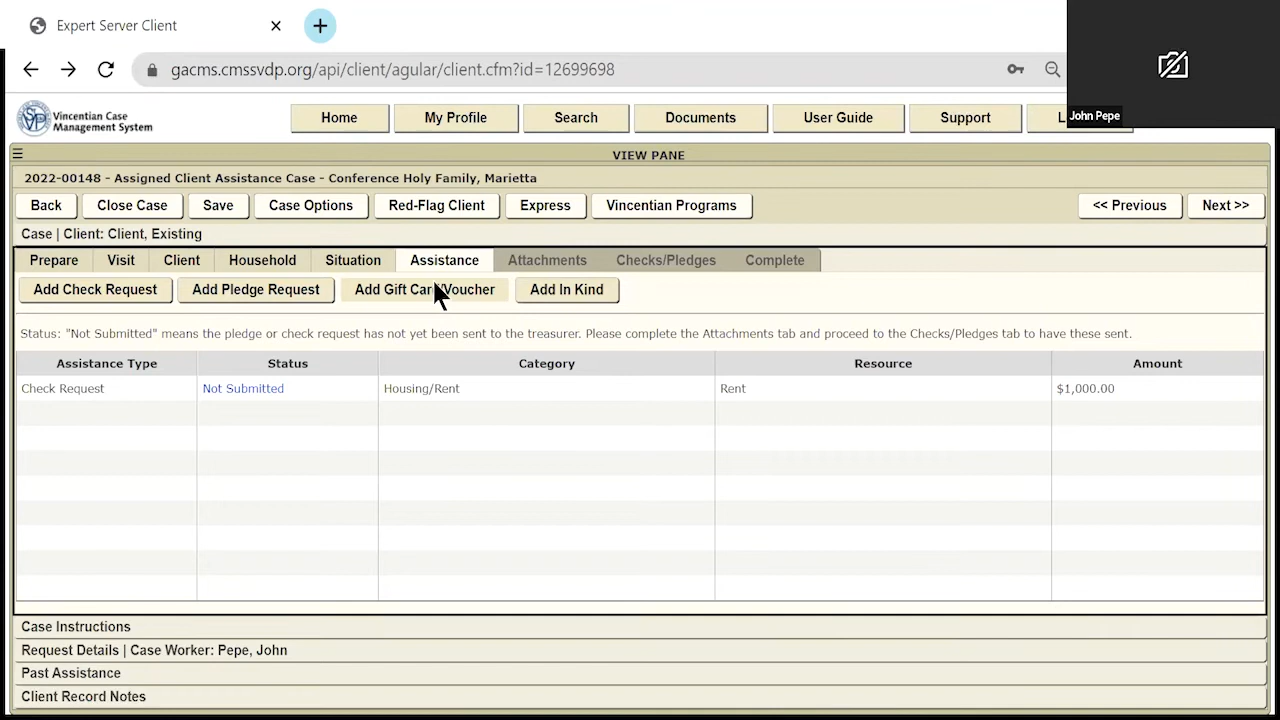 Expert Server Client
gacms.cmssvdp.org/api/client/agular/client.cfm?id=12699698
John Pepe
SVDP
Vincentian Case
Management System
Home My Profile Search Documents User Guide Support L
VIEW PANE
2022-00148 - Assigned Client Assistance Case - Conference Holy Family, Marietta
Back Close Case Save Case Options Red-Flag Client Express Vincentian Programs << Previous Next >>
Case | Client: Client, Existing
Prepare Visit Client Household Situation Assistance Attachments Checks/Pledges Complete
Add Check Request Add Pledge Request Add Gift Card/Voucher Add In Kind
Status: "Not Submitted" means the pledge or check request has not yet been sent to the treasurer. Please complete the Attachments tab and proceed to the Checks/Pledges tab to have these sent.
Assistance Type Status Category Resource Amount
Check Request Not Submitted Housing/Rent Rent $1,000.00
Case Instructions
Request Details | Case Worker: Pepe, John
Past Assistance
Client Record Notes